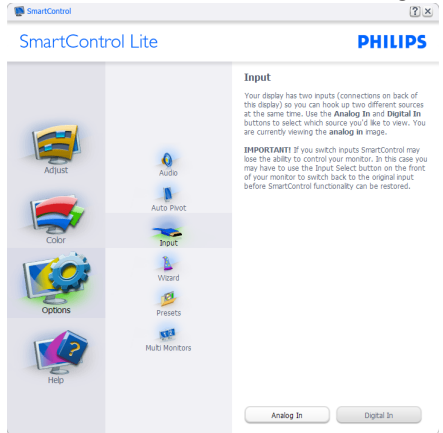 SmartControl
SmartControl Lite
PHILIPS
Adjust
Color
Options
Help
Audio
Auto Pivot
Input
Wizard
Presets
Multi Monitors
Input
Your display has two inputs (connections on back of
this display) so you can hook up two different sources
at the same time. Use the Analog In and Digital In
buttons to select which source you'd like to view. You
are currently viewing the analog in image.
IMPORTANT! If you switch inputs SmartControl may
lose the ability to control your monitor. In this case you
may have to use the Input Select button on the front
of your monitor to switch back to the original input
before SmartControl functionality can be restored.
Analog In
Digital In